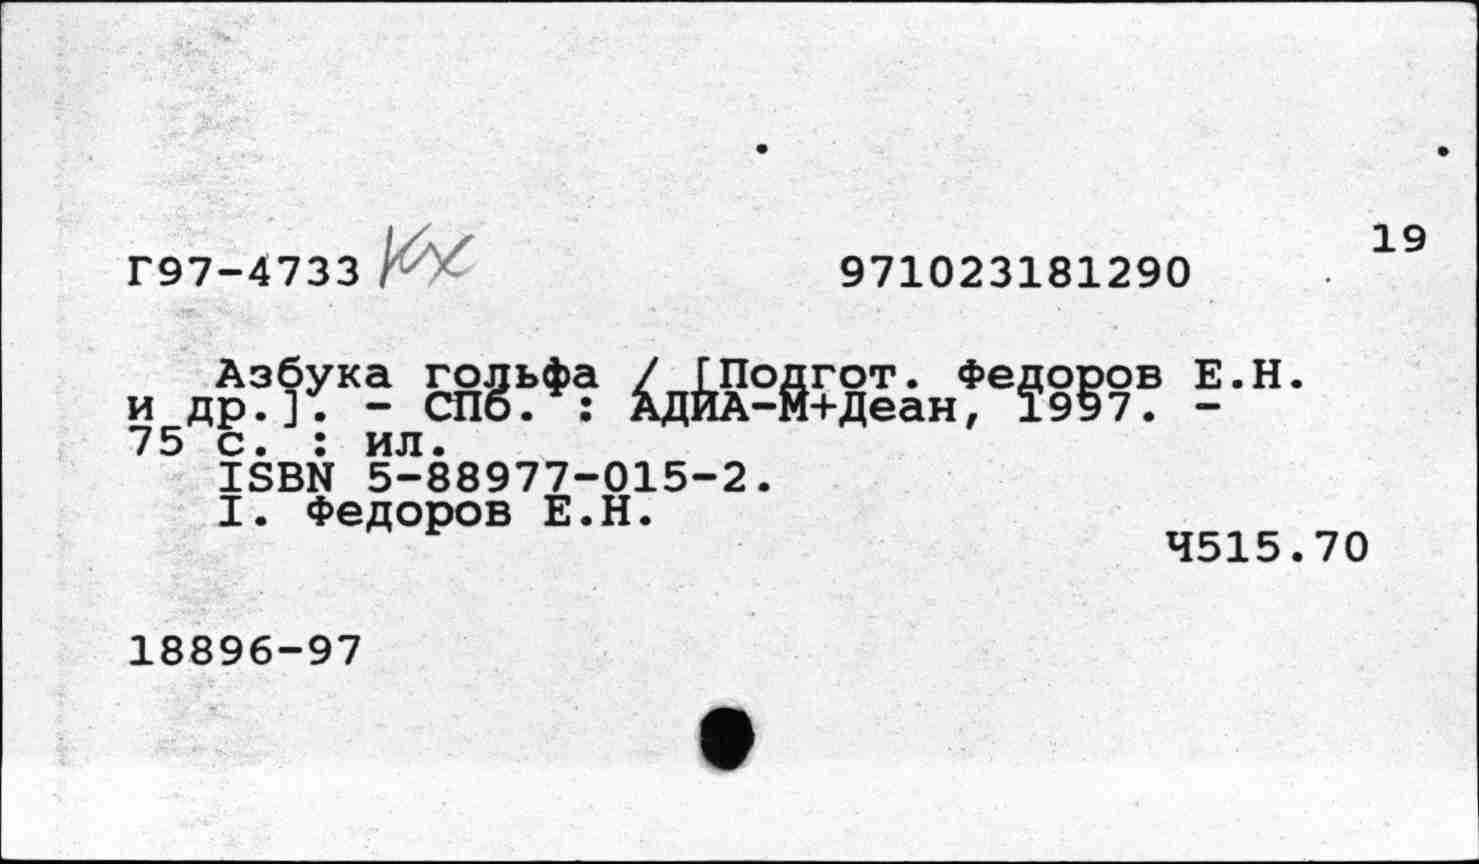 19
Г97-4733 кх 971023181290
Азбука гольфа / [Подгот. Федоров Е.Н.
и др.]. - СПб. : АДИА-М+Деан, 1997. -
75 с. : ил.
ISBN 5-88977-015-2.
I. Федоров Е.Н.
Ч515.70
18896-97